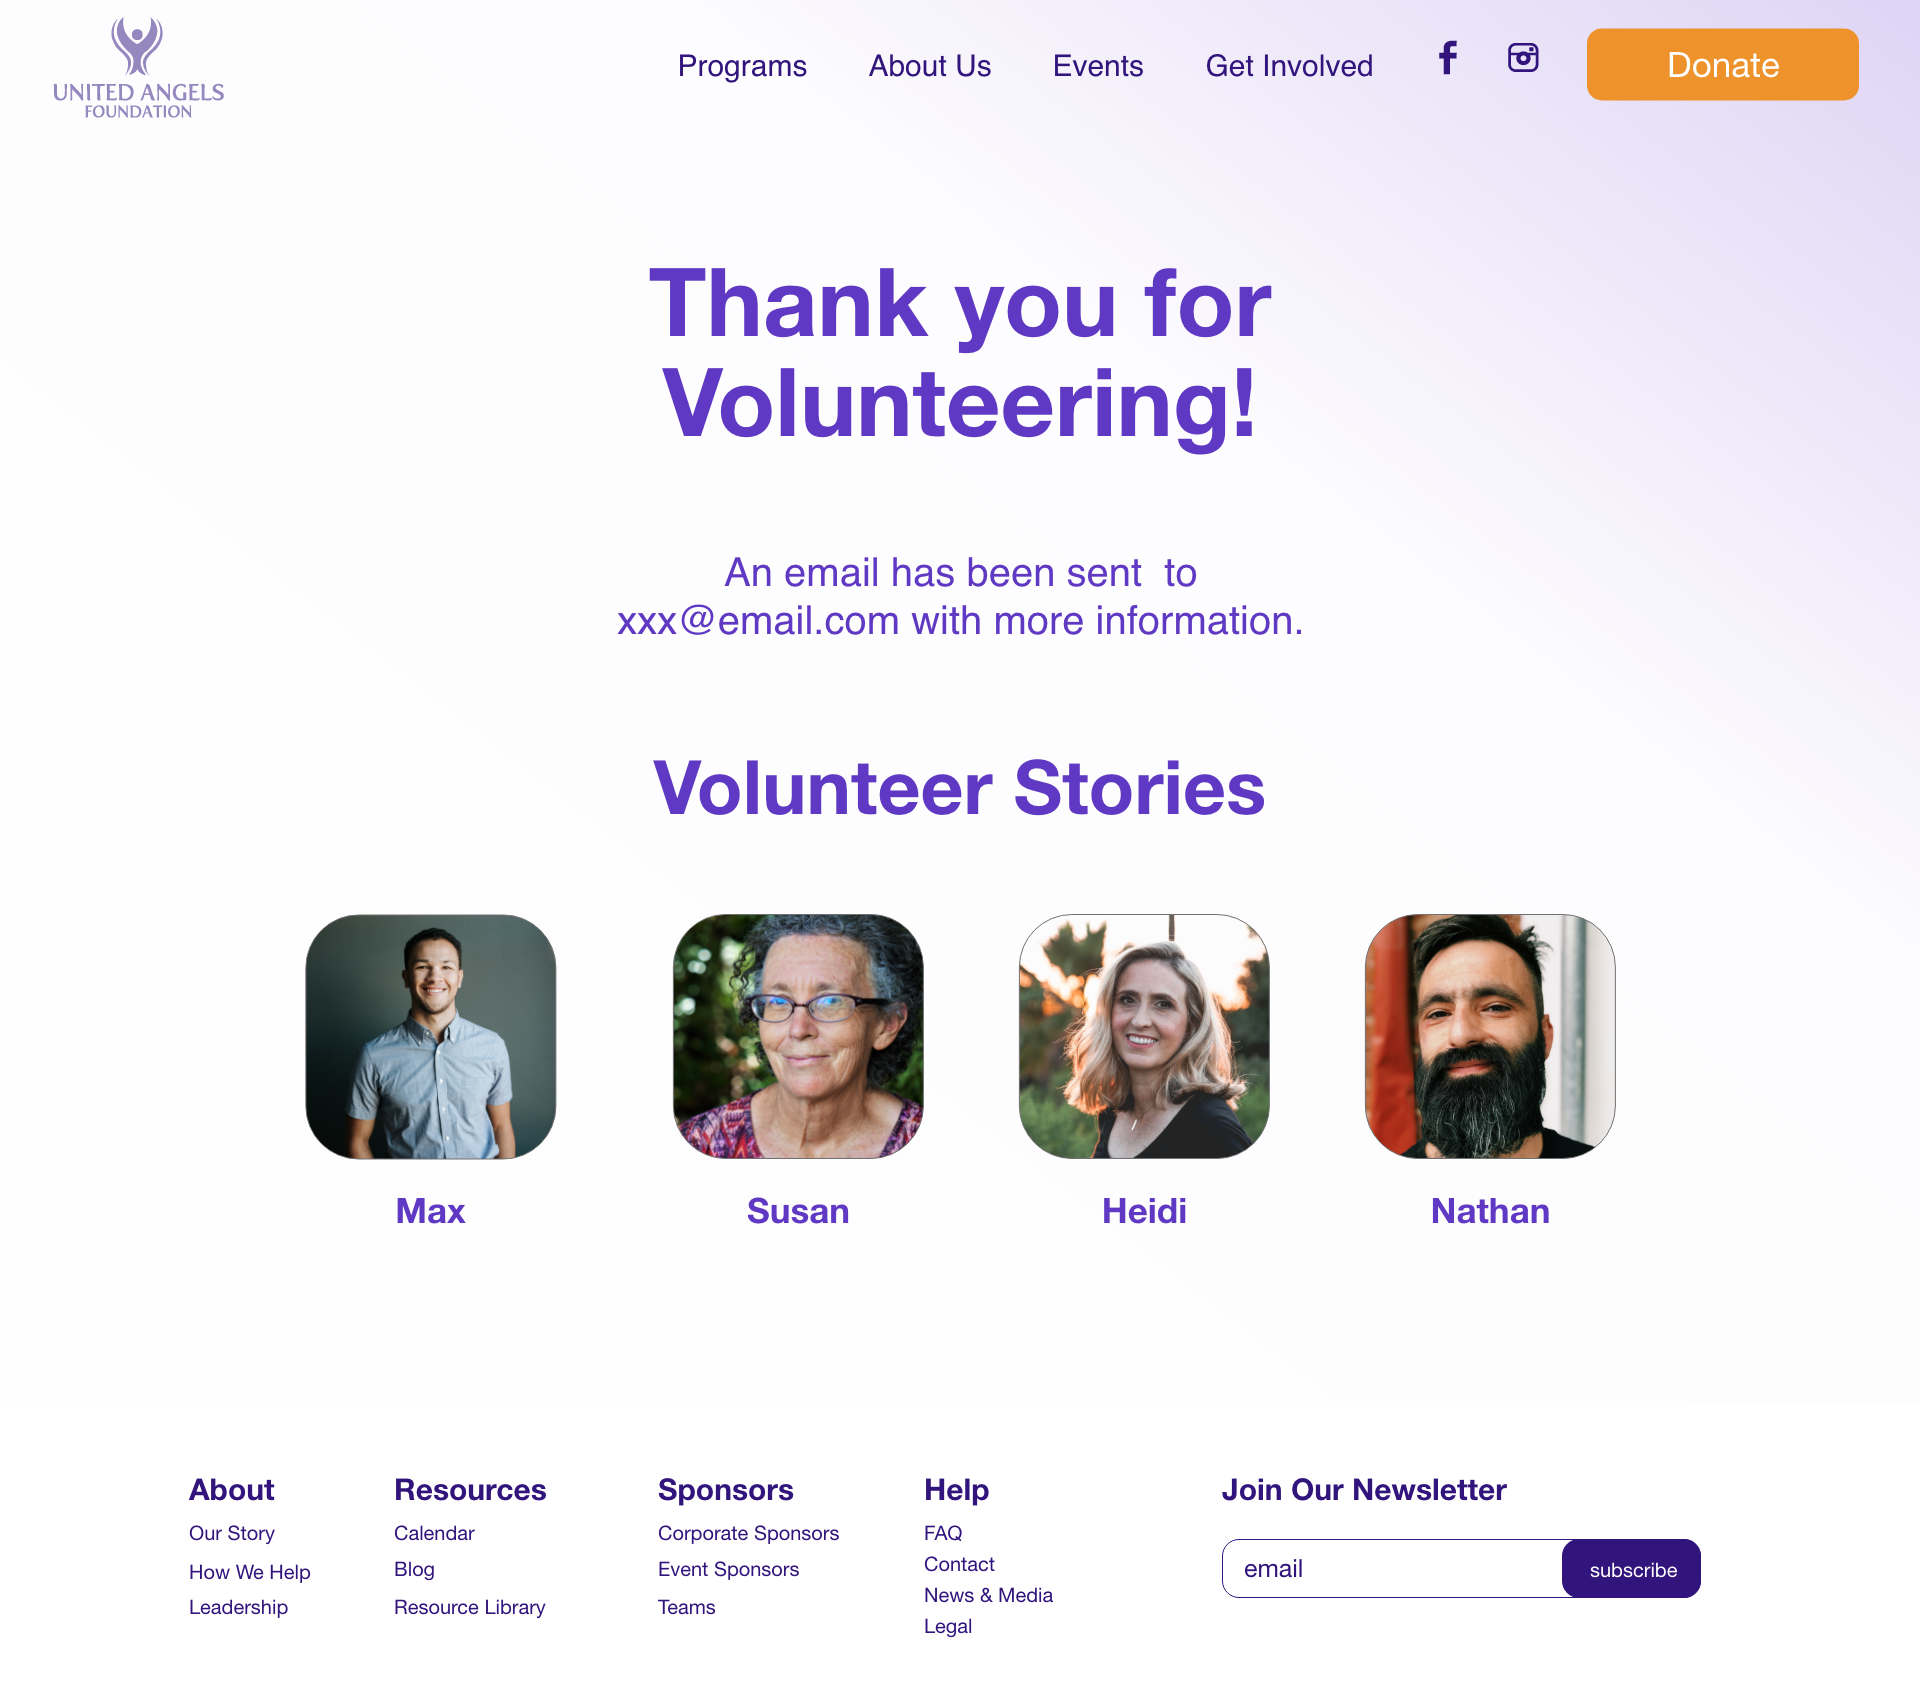 UNITED ANGELS
FOUNDATION
Programs
About Us
Events
Get Involved
Donate
Thank you for
Volunteering!
An email has been sent  to
xxx@email.com with more information.
Volunteer Stories
Max
Susan
Heidi
Nathan
About
Our Story
How We Help
Leadership
Resources
Calendar
Blog
Resource Library
Sponsors
Corporate Sponsors
Event Sponsors
Teams
Help
FAQ
Contact
News & Media
Legal
Join Our Newsletter
email
subscribe